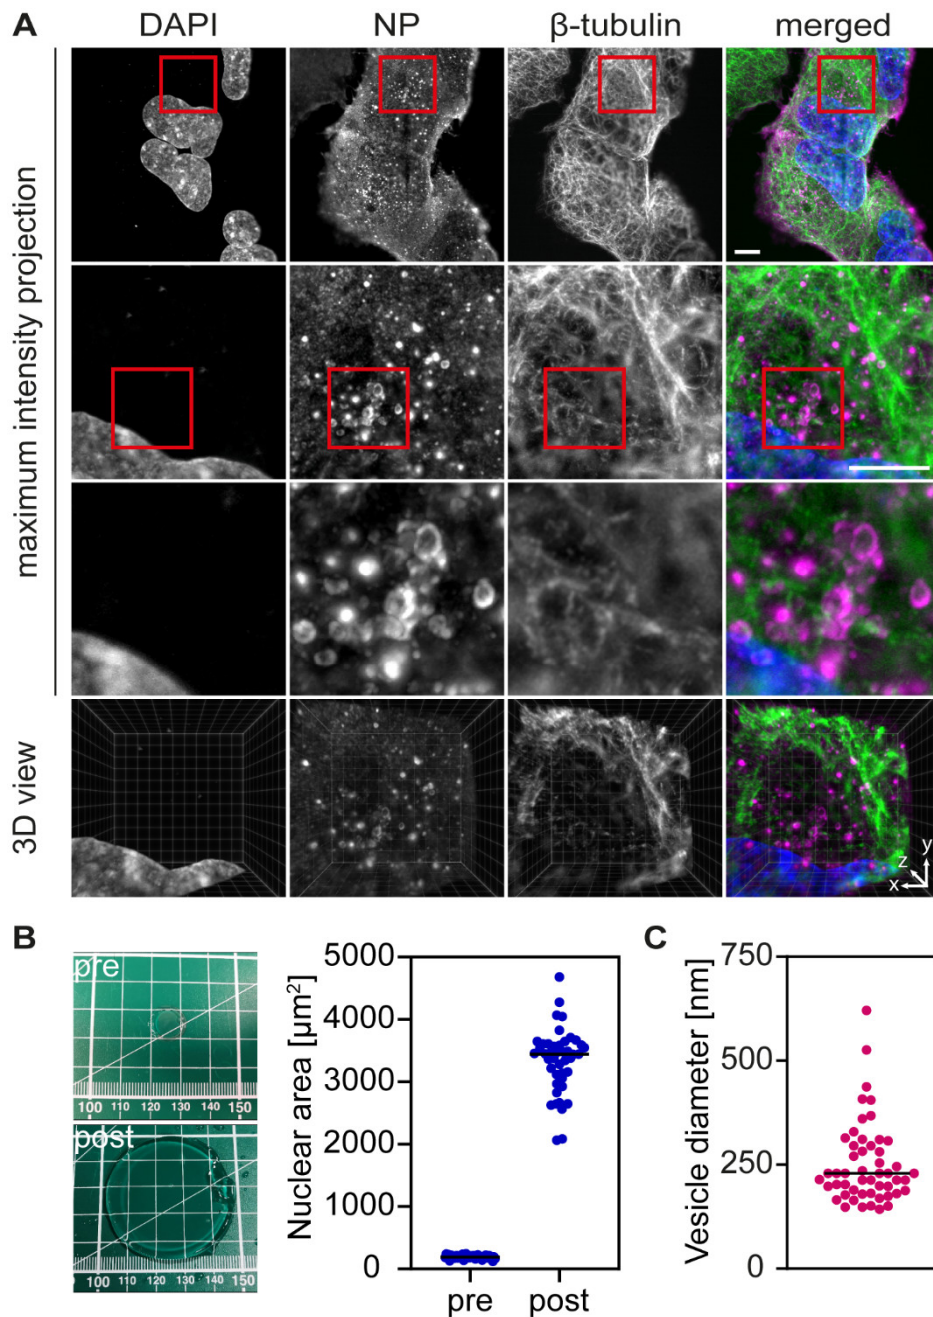 A
DAPI
NP
β-tubulin
merged
maximum intensity projection
3D view
y
z
x
B
pre
100 110 120 130 140 150
post
100 110 120 130 140 150
Nuclear area [µm²]
5000
4000
3000
2000
1000
0
pre
post
C
Vesicle diameter [nm]
750
500
250
0